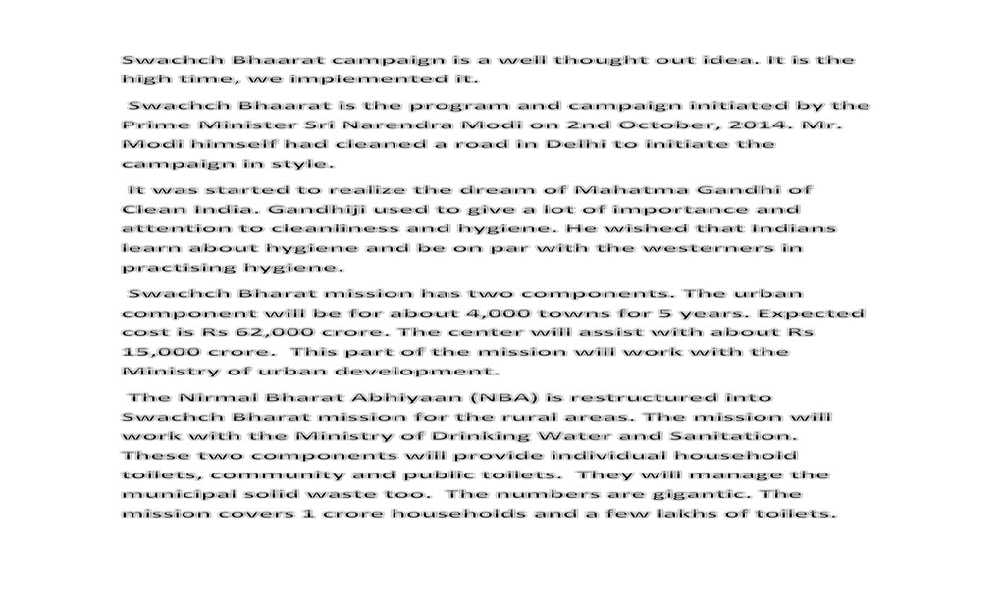 Swachch Bhaarat campaign is a well thought out idea. It is the
high time, we implemented it.
Swachch Bhaarat is the program and campaign initiated by the
Prime Minister Sri Narendra Modi on 2nd October, 2014. Mr.
Modi himself had cleaned a road in Delhi to initiate the
campaign in style.
It was started to realize the dream of Mahatma Gandhi of
Clean India. Gandhiji used to give a lot of importance and
attention to cleanliness and hygiene. He wished that Indians
learn about hygiene and be on par with the westerners in
practising hygiene.
Swachch Bharat mission has two components. The urban
component will be for about 4,000 towns for 5 years. Expected
cost is Rs 62,000 crore. The center will assist with about Rs
15,000 crore.  This part of the mission will work with the
Ministry of urban development.
The Nirmal Bharat Abhiyaan (NBA) is restructured into
Swachch Bharat mission for the rural areas. The mission will
work with the Ministry of Drinking Water and Sanitation.
These two components will provide individual household
toilets, community and public toilets.  They will manage the
municipal solid waste too.  The numbers are gigantic. The
mission covers 1 crore households and a few lakhs of toilets.